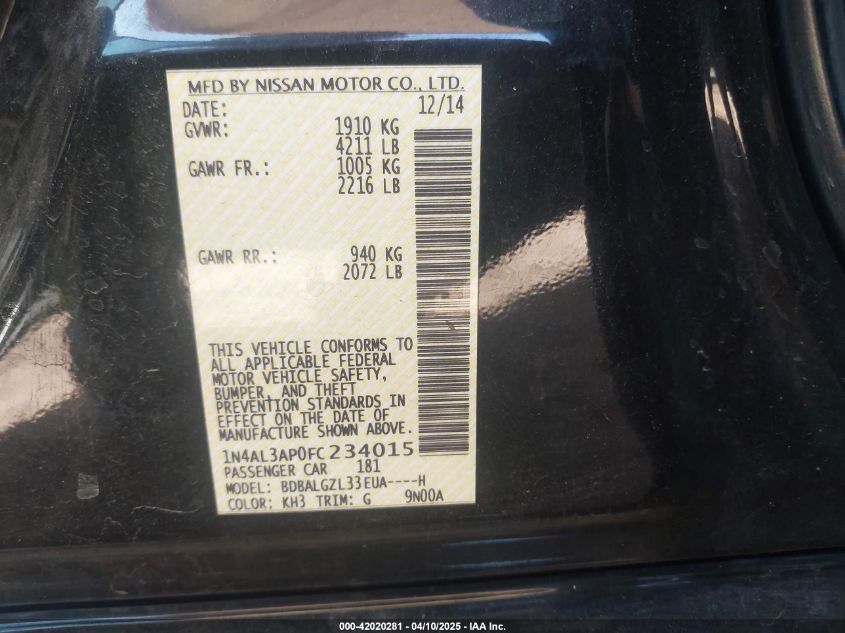 MFD BY NISSAN MOTOR CO., LTD.
DATE: 12/14
GVWR: 1910 KG
4211 LB
GAWR FR.: 1005 KG
2216 LB
GAWR RR.: 940 KG
2072 LB
THIS VEHICLE CONFORMS TO
ALL APPLICABLE FEDERAL
MOTOR VEHICLE SAFETY,
BUMPER, AND THEFT
PREVENTION STANDARDS IN
EFFECT ON THE DATE OF
MANUFACTURE SHOWN ABOVE.
1N4AL3AP0FC234015
PASSENGER CAR 181
MODEL: BDBALGZL33EUA----H
COLOR: KH3 TRIM: G 9N00A
000-42020281 - 04/10/2025 - IAA Inc.